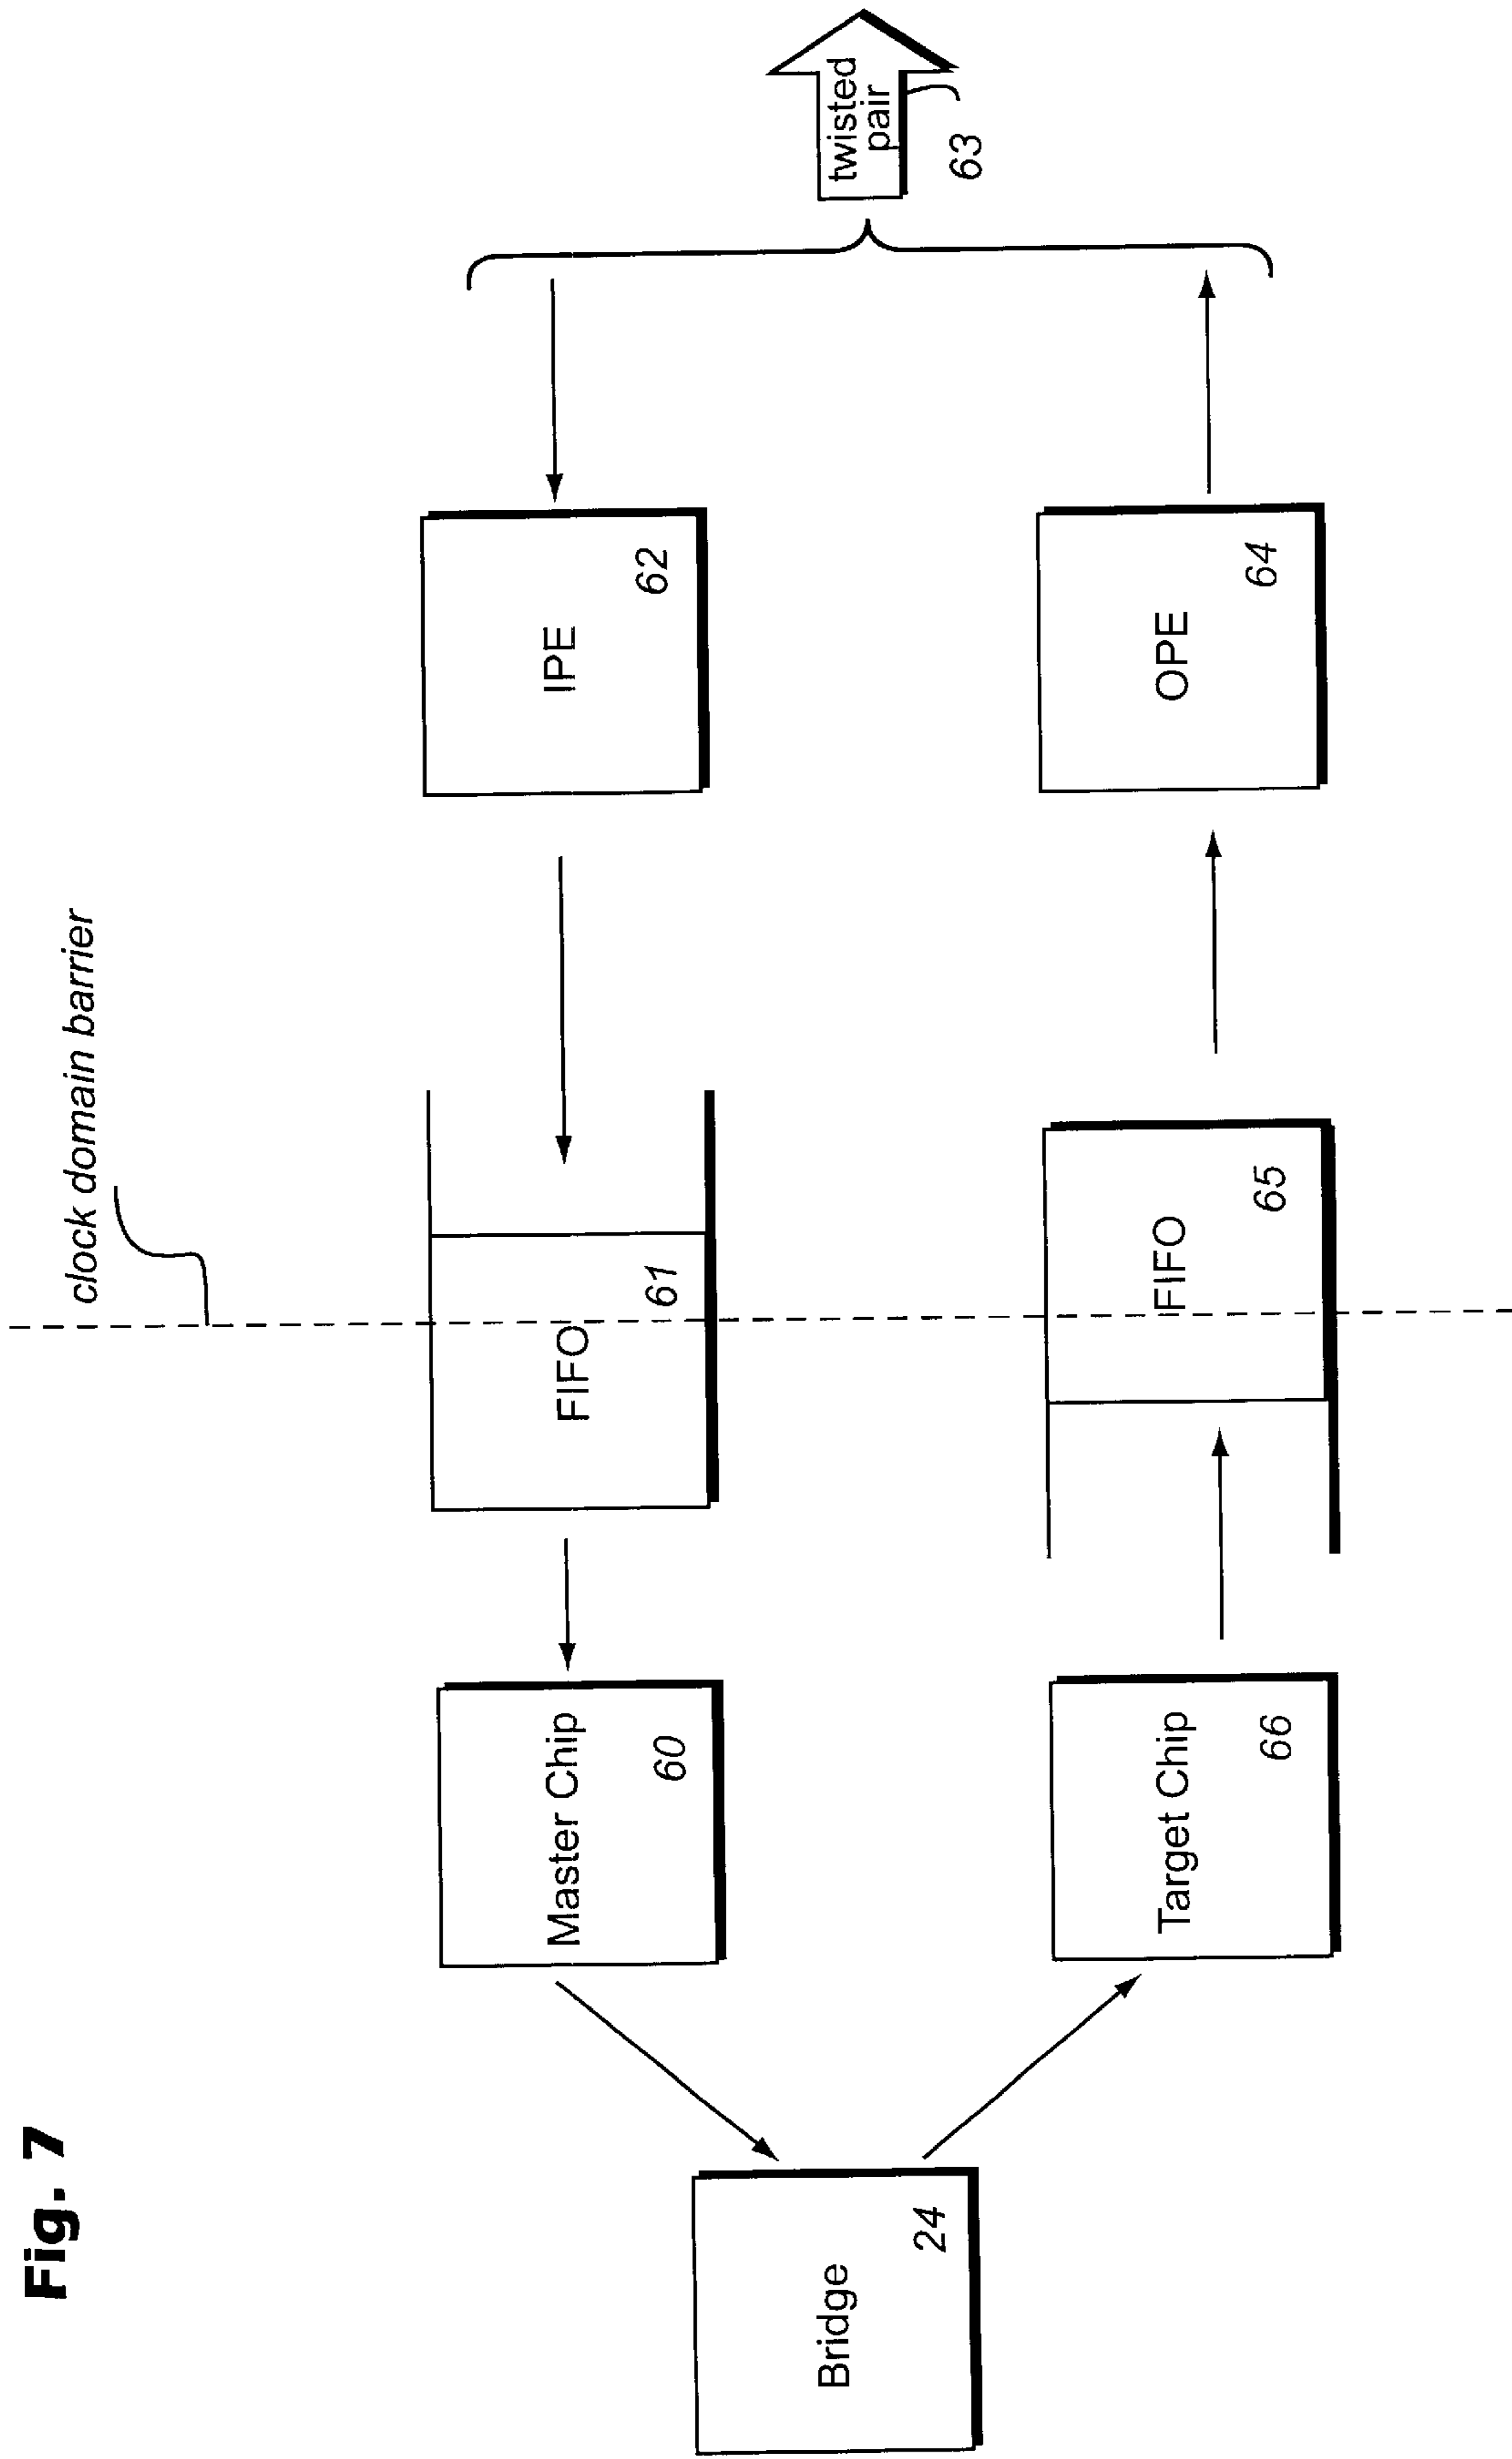 Fig. 7
clock domain barrier
Master Chip
60
FIFO
61
IPE
62
Bridge
24
twisted
pair
63
Target Chip
66
FIFO
65
OPE
64